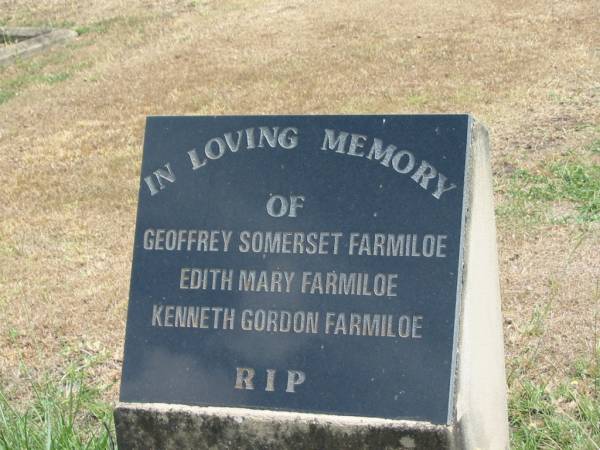 IN LOVING MEMORY
OF
GEOFFREY SOMERSET FARMILOE
EDITH MARY FARMILOE
KENNETH GORDON FARMILOE
RIP